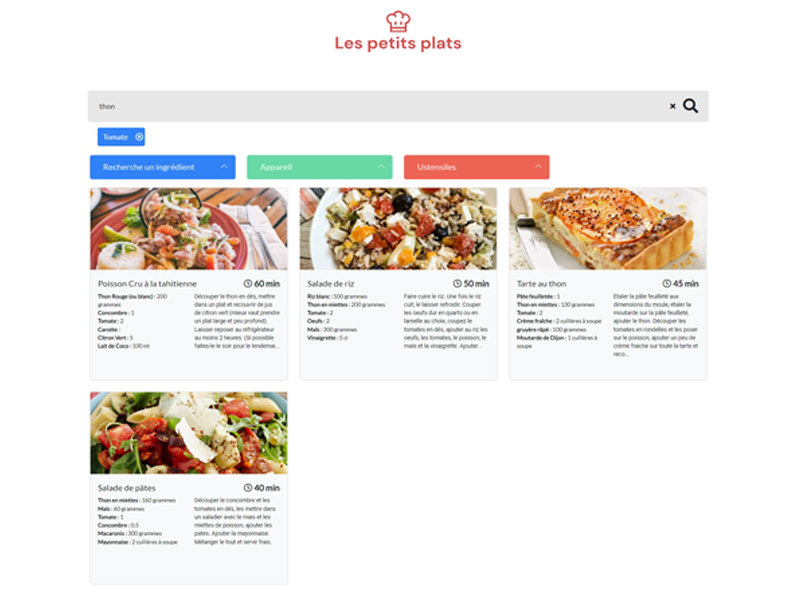 Les petits plats
thon
Tomate
Recherche un ingrédient
Appareil
Ustensiles
Poisson Cru à la tahitienne
60 min
Thon Rouge (ou blanc) : 200
grammes
Concombre : 1
Tomate : 2
Carotte :
Citron Vert : 5
Lait de Coco : 100 ml
Découper le thon en dés, mettre
dans un plat et recouvrir de jus
de citron vert (mieux vaut prendre
un plat large et peu profond).
Laisser reposer au réfrigérateur
au moins 2 heures. (Si possible
faites-le le soir pour le lendemai...
Salade de riz
50 min
Riz blanc : 500 grammes
Thon en miettes : 200 grammes
Tomate : 2
Oeufs : 2
Maïs : 300 grammes
Vinaigrette : 5 cl
Faire cuire le riz. Une fois le riz
cuit, le laisser refroidir. Couper
les oeufs dur en quarts ou en
lamelle au choix, coupez le
tomates en dés, ajouter au riz les
oeufs, les tomates, le poisson, le
maïs et la vinaigrette. Ajouter...
Tarte au thon
45 min
Pâte feuilletée : 1
Thon en miettes : 130 grammes
Tomate : 2
Crème fraîche : 2 cuillères à soupe
gruyère râpé : 100 grammes
Moutarde de Dijon : 1 cuillères à
soupe
Etaler la pâte feuilleté aux
dimensions du moule, étaler la
moutarde sur la pâte feuilleté,
ajouter le thon. Découper les
tomates en rondelles et les poser
sur le poisson, ajouter un peu de
crème fraiche sur toute la tarte et
reco...
Salade de pâtes
40 min
Thon en miettes : 160 grammes
Maïs : 60 grammes
Tomate : 1
Concombre : 0.5
Macaronis : 300 grammes
Mayonnaise : 2 cuillères à soupe
Découper le concombre et les
tomates en dés, les mettre dans
un saladier avec le maïs et les
miettes de poisson, ajouter les
pates. Ajouter la mayonnaise.
Mélanger le tout et servir frais.